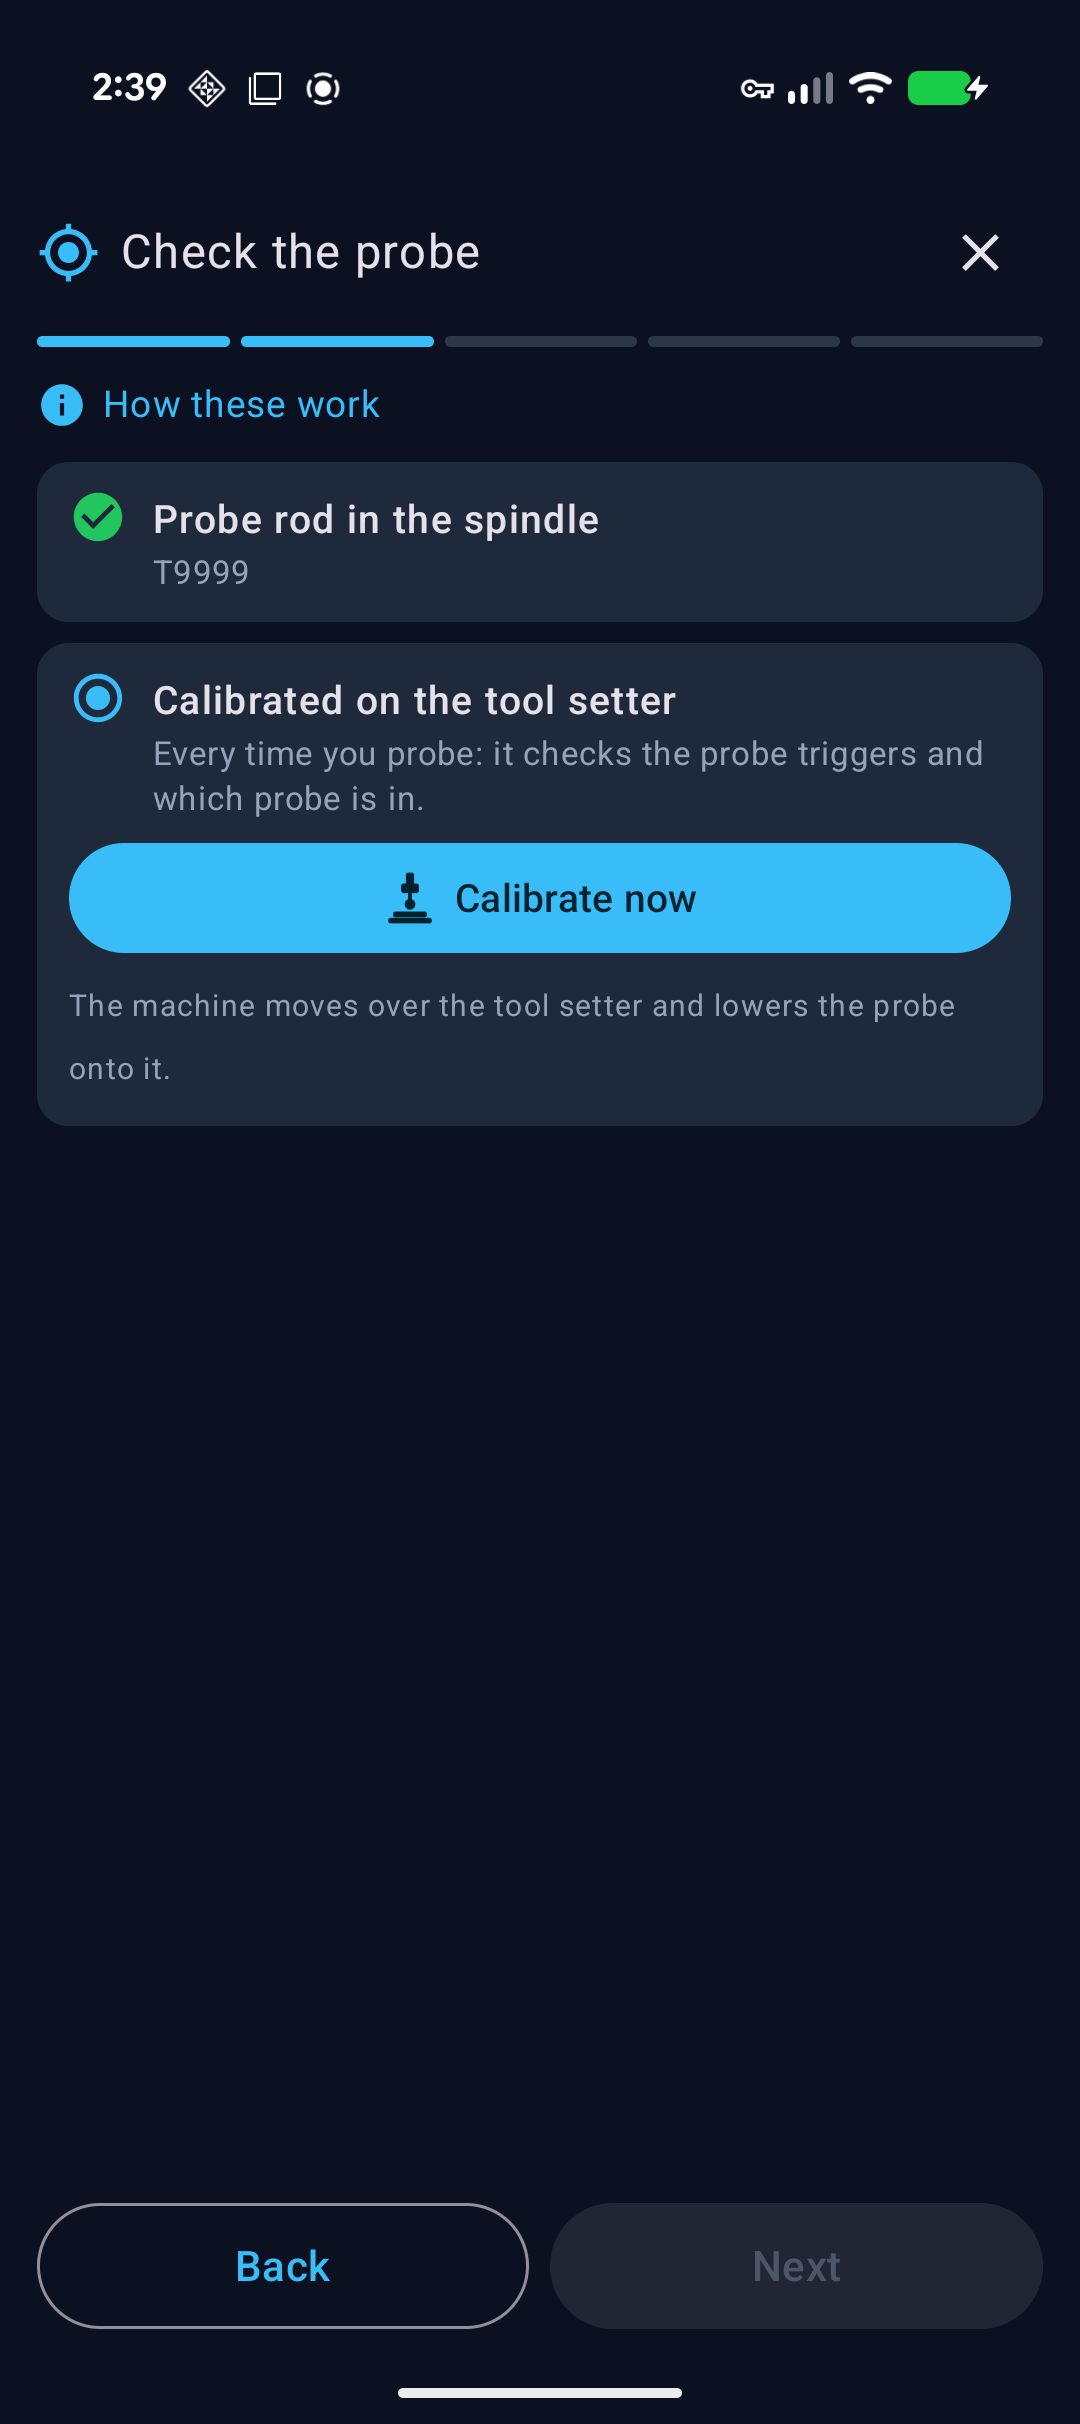 2:39
Check the probe
How these work
Probe rod in the spindle
T9999
Calibrated on the tool setter
Every time you probe: it checks the probe triggers and
which probe is in.
Calibrate now
The machine moves over the tool setter and lowers the probe
onto it.
Back
Next